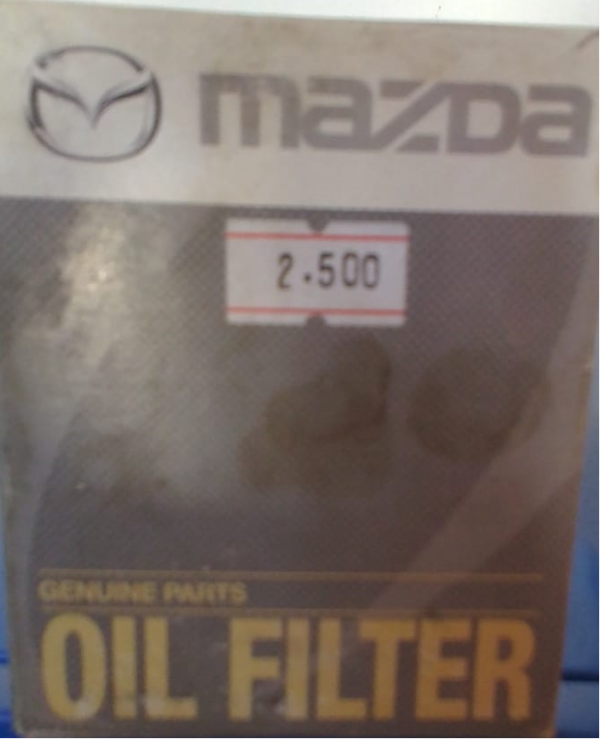 mazda
2.500
GENUINE PARTS
OIL FILTER